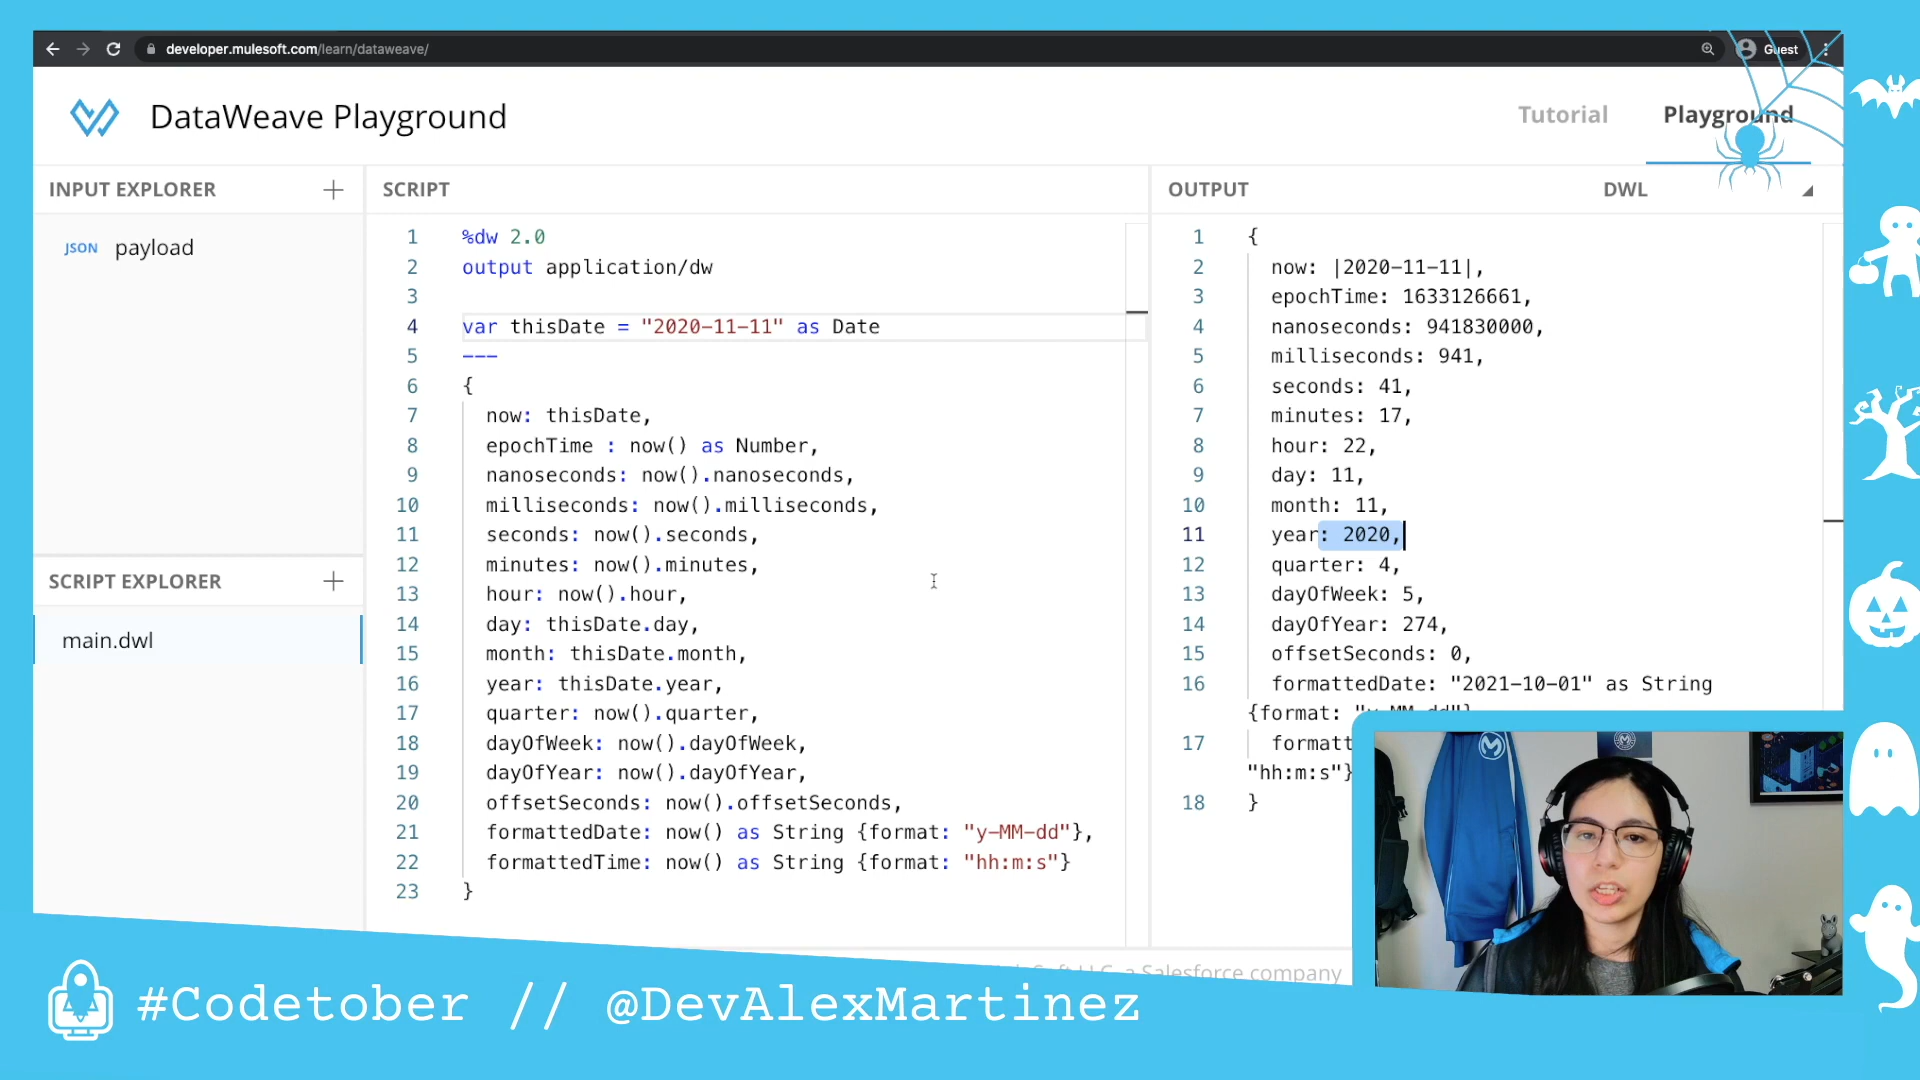 developer.mulesoft.com/learn/dataweave/
Guest
DataWeave Playground
Tutorial
Playground
INPUT EXPLORER
JSON payload
SCRIPT EXPLORER
main.dwl
SCRIPT
1 %dw 2.0
2 output application/dw
3
4 var thisDate = "2020-11-11" as Date
5 ---
6 {
7 now: thisDate,
8 epochTime : now() as Number,
9 nanoseconds: now().nanoseconds,
10 milliseconds: now().milliseconds,
11 seconds: now().seconds,
12 minutes: now().minutes,
13 hour: now().hour,
14 day: thisDate.day,
15 month: thisDate.month,
16 year: thisDate.year,
17 quarter: now().quarter,
18 dayOfWeek: now().dayOfWeek,
19 dayOfYear: now().dayOfYear,
20 offsetSeconds: now().offsetSeconds,
21 formattedDate: now() as String {format: "y-MM-dd"},
22 formattedTime: now() as String {format: "hh:m:s"}
23 }
OUTPUT
DWL
1 {
2 now: |2020-11-11|,
3 epochTime: 1633126661,
4 nanoseconds: 941830000,
5 milliseconds: 941,
6 seconds: 41,
7 minutes: 17,
8 hour: 22,
9 day: 11,
10 month: 11,
11 year: 2020,
12 quarter: 4,
13 dayOfWeek: 5,
14 dayOfYear: 274,
15 offsetSeconds: 0,
16 formattedDate: "2021-10-01" as String
{format: "y-MM-dd"},
17 formatt
"hh:m:s"}
18 }
LLC, a Salesforce company
#Codetober // @DevAlexMartinez